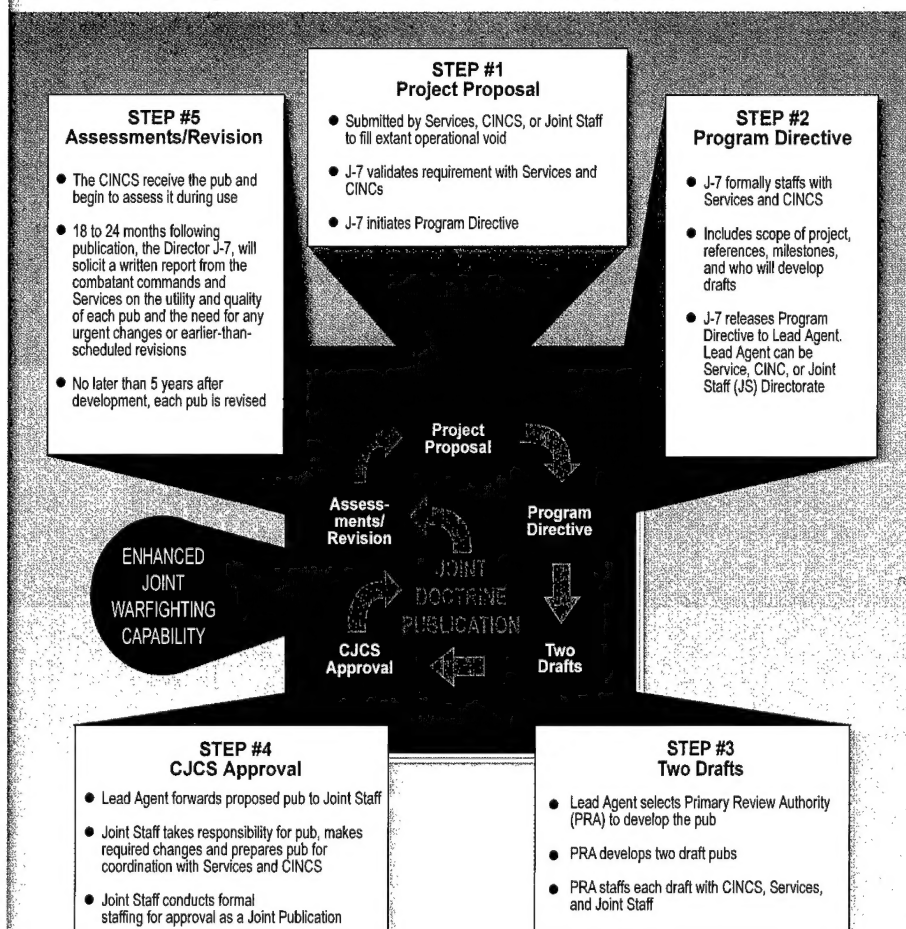 STEP #1
Project Proposal
● Submitted by Services, CINCS, or Joint Staff
to fill extant operational void
● J-7 validates requirement with Services and
CINCs
● J-7 initiates Program Directive
STEP #5
Assessments/Revision
● The CINCS receive the pub and
begin to assess it during use
● 18 to 24 months following
publication, the Director J-7, will
solicit a written report from the
combatant commands and
Services on the utility and quality
of each pub and the need for any
urgent changes or earlier-than-
scheduled revisions
● No later than 5 years after
development, each pub is revised
STEP #2
Program Directive
● J-7 formally staffs with
Services and CINCS
● Includes scope of project,
references, milestones,
and who will develop
drafts
● J-7 releases Program
Directive to Lead Agent.
Lead Agent can be
Service, CINC, or Joint
Staff (JS) Directorate
Project
Proposal
Assess-
ments/
Revision
Program
Directive
JOINT
DOCTRINE
PUBLICATION
CJCS
Approval
Two
Drafts
ENHANCED
JOINT
WARFIGHTING
CAPABILITY
STEP #4
CJCS Approval
● Lead Agent forwards proposed pub to Joint Staff
● Joint Staff takes responsibility for pub, makes
required changes and prepares pub for
coordination with Services and CINCS
● Joint Staff conducts formal
staffing for approval as a Joint Publication
STEP #3
Two Drafts
● Lead Agent selects Primary Review Authority
(PRA) to develop the pub
● PRA develops two draft pubs
● PRA staffs each draft with CINCS, Services,
and Joint Staff